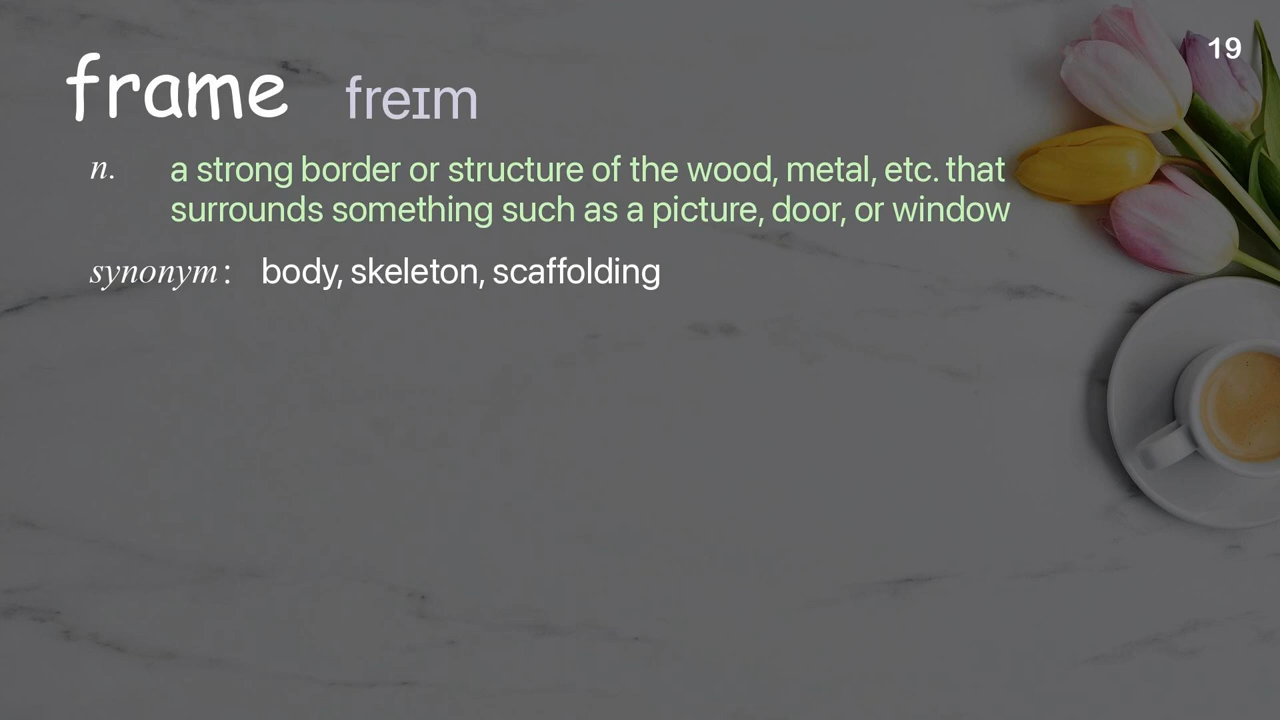 19
frame freɪm
n. a strong border or structure of the wood, metal, etc. that
surrounds something such as a picture, door, or window
synonym: body, skeleton, scaffolding